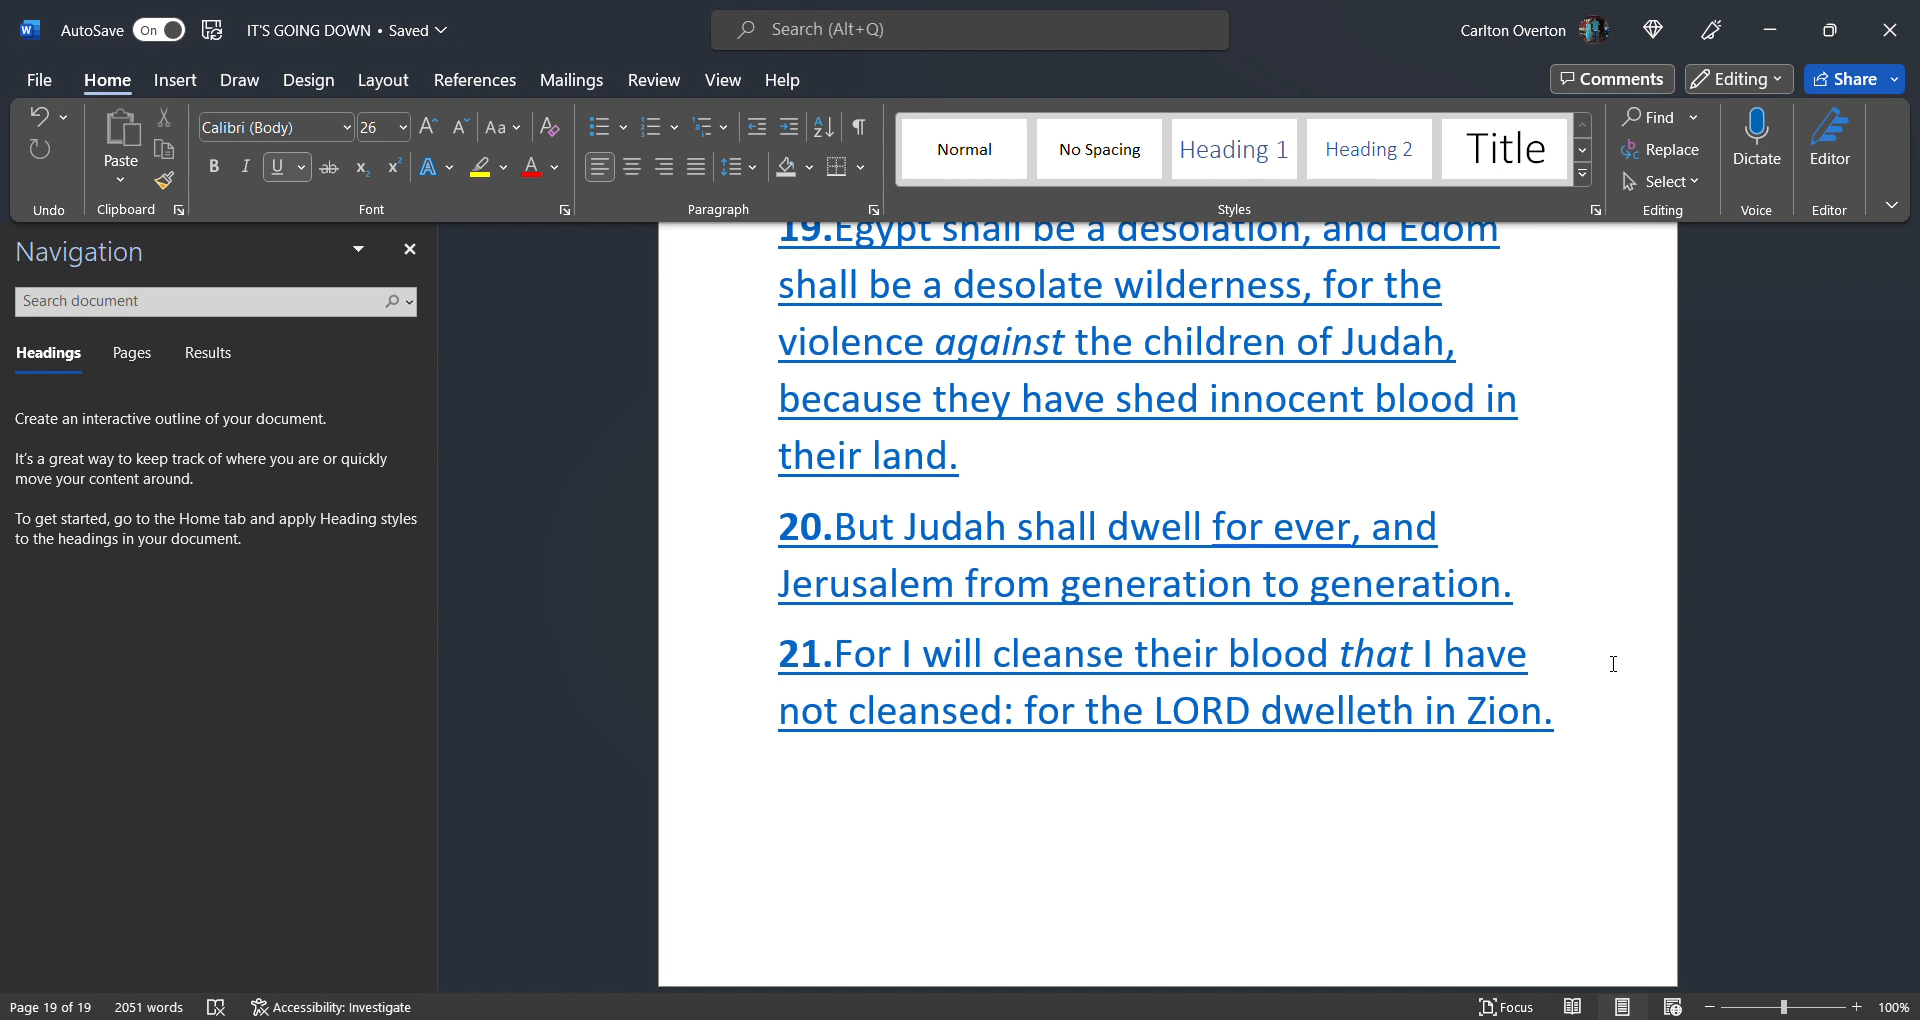 AutoSave On IT'S GOING DOWN • Saved Search (Alt+Q) Carlton Overton
File Home Insert Draw Design Layout References Mailings Review View Help Comments Editing Share
Calibri (Body) 26 Aa
Paste
B I U ab x₂ x² A A
Undo Clipboard Font Paragraph
Normal No Spacing Heading 1 Heading 2 Title
Styles
Find
Replace
Select
Editing
Dictate
Voice
Editor
Editor
Navigation
Search document
Headings Pages Results
Create an interactive outline of your document.
It's a great way to keep track of where you are or quickly
move your content around.
To get started, go to the Home tab and apply Heading styles
to the headings in your document.
19.Egypt shall be a desolation, and Edom
shall be a desolate wilderness, for the
violence against the children of Judah,
because they have shed innocent blood in
their land.
20.But Judah shall dwell for ever, and
Jerusalem from generation to generation.
21.For I will cleanse their blood that I have
not cleansed: for the LORD dwelleth in Zion.
Page 19 of 19 2051 words Accessibility: Investigate Focus 100%